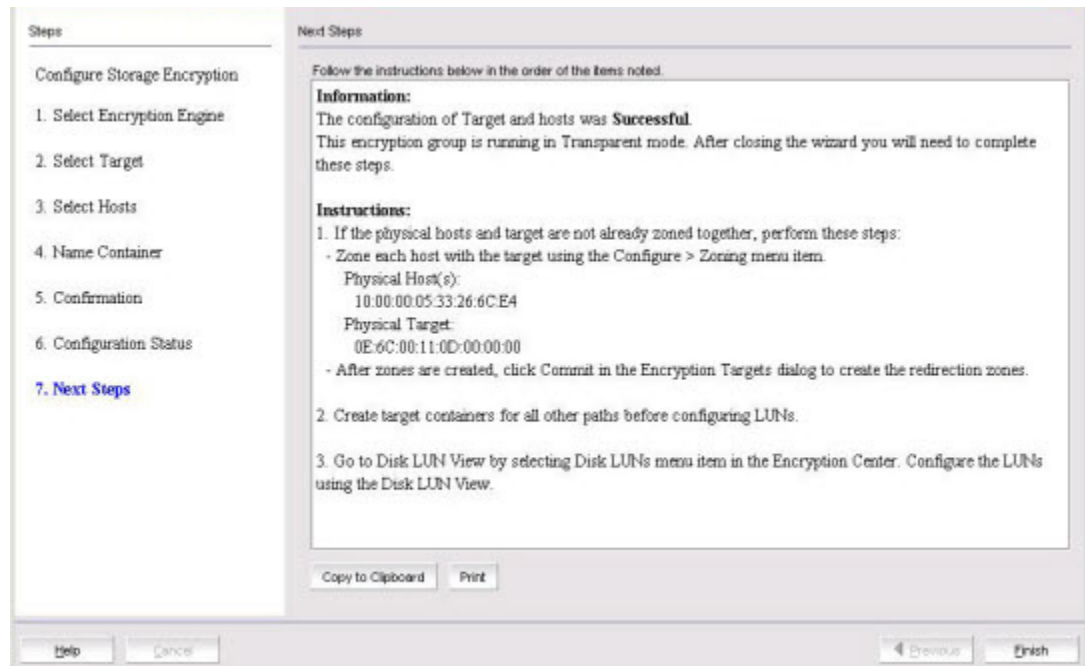 Steps
Configure Storage Encryption
1. Select Encryption Engine
2. Select Target
3. Select Hosts
4. Name Container
5. Confirmation
6. Configuration Status
7. Next Steps
Next Steps
Follow the instructions below in the order of the items noted.
Information:
The configuration of Target and hosts was Successful.
This encryption group is running in Transparent mode. After closing the wizard you will need to complete
these steps.
Instructions:
1. If the physical hosts and target are not already zoned together, perform these steps:
- Zone each host with the target using the Configure > Zoning menu item.
Physical Host(s):
10:00:00:05:33:26:6C:E4
Physical Target:
0E:6C:00:11:0D:00:00:00
- After zones are created, click Commit in the Encryption Targets dialog to create the redirection zones.
2. Create target containers for all other paths before configuring LUNs.
3. Go to Disk LUN View by selecting Disk LUNs menu item in the Encryption Center. Configure the LUNs
using the Disk LUN View.
Copy to Clipboard
Print
Help
Cancel
Previous
Finish